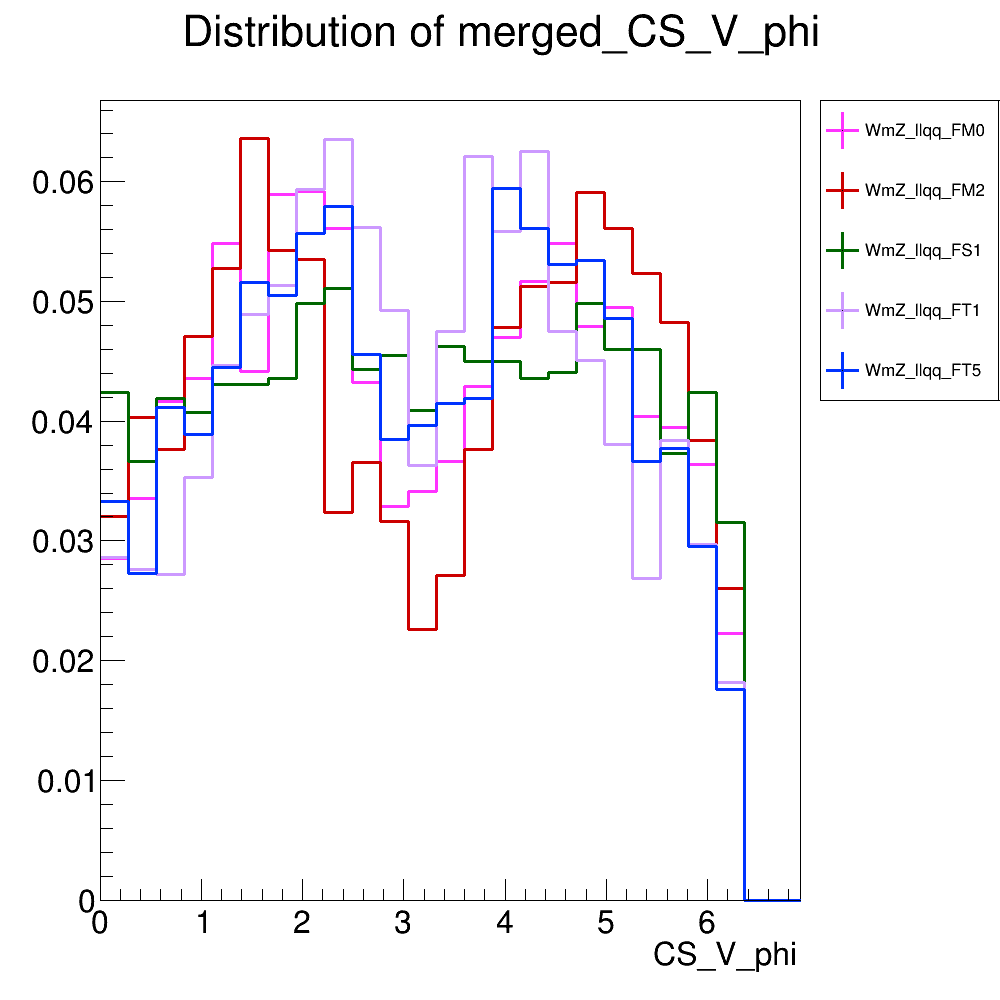 Distribution of merged_CS_V_phi
0.06
0.05
0.04
0.03
0.02
0.01
0
0 1 2 3 4 5 6
CS_V_phi
WmZ_llqq_FM0
WmZ_llqq_FM2
WmZ_llqq_FS1
WmZ_llqq_FT1
WmZ_llqq_FT5